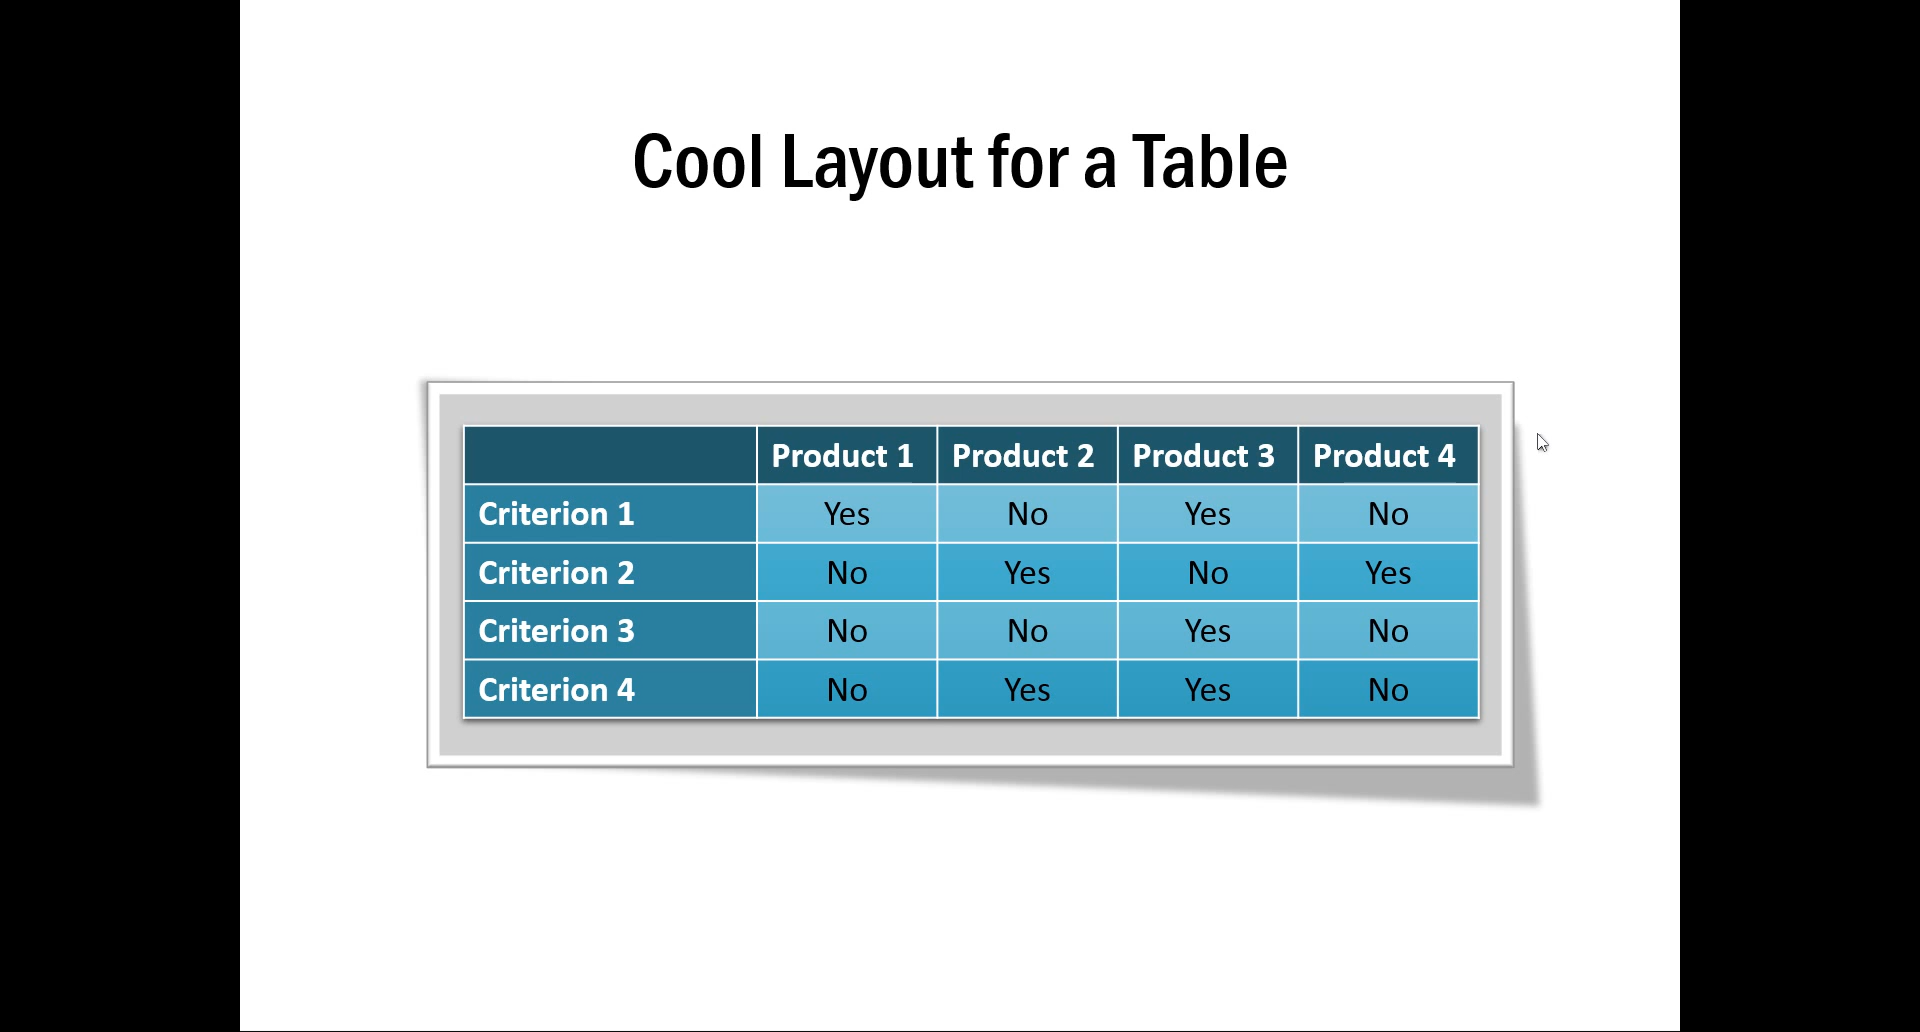 Cool Layout for a Table
Product 1 Product 2 Product 3 Product 4
Criterion 1 Yes No Yes No
Criterion 2 No Yes No Yes
Criterion 3 No No Yes No
Criterion 4 No Yes Yes No